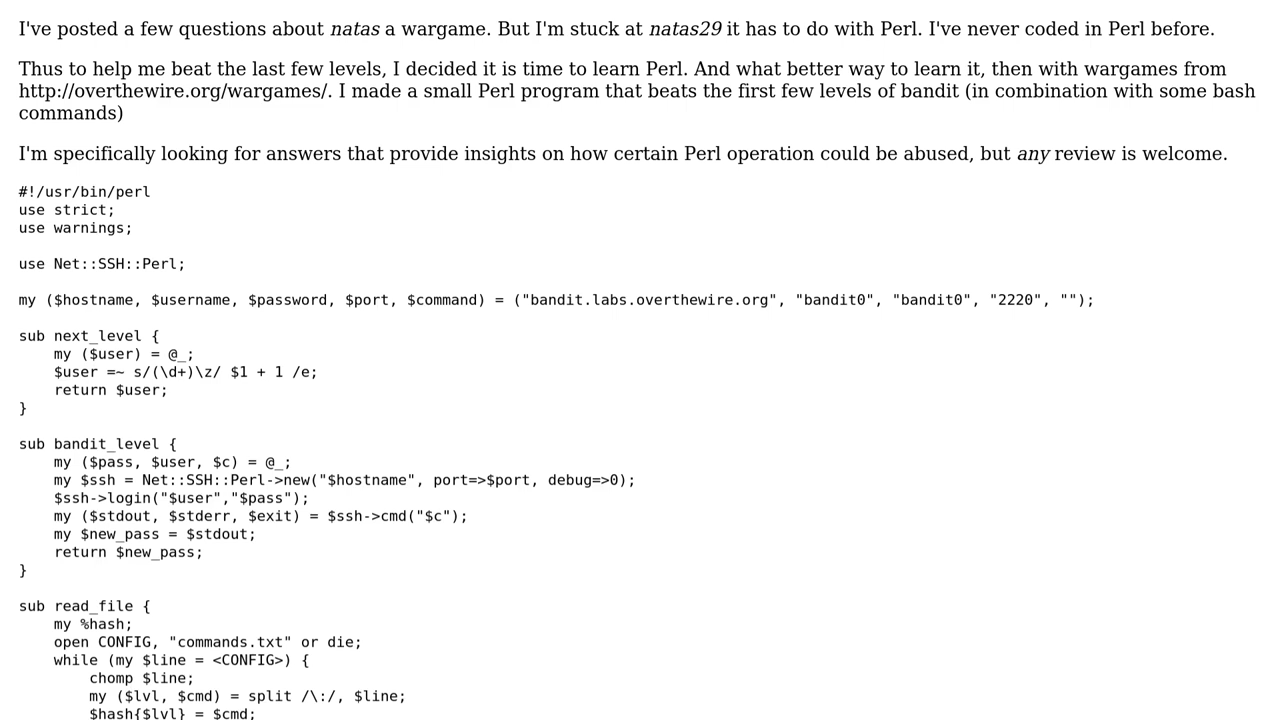 I've posted a few questions about natas a wargame. But I'm stuck at natas29 it has to do with Perl. I've never coded in Perl before.
Thus to help me beat the last few levels, I decided it is time to learn Perl. And what better way to learn it, then with wargames from
http://overthewire.org/wargames/. I made a small Perl program that beats the first few levels of bandit (in combination with some bash
commands)
I'm specifically looking for answers that provide insights on how certain Perl operation could be abused, but any review is welcome.
#!/usr/bin/perl
use strict;
use warnings;
use Net::SSH::Perl;
my ($hostname, $username, $password, $port, $command) = ("bandit.labs.overthewire.org", "bandit0", "bandit0", "2220", "");
sub next_level {
    my ($user) = @_;
    $user =~ s/(\d+)\z/ $1 + 1 /e;
    return $user;
}
sub bandit_level {
    my ($pass, $user, $c) = @_;
    my $ssh = Net::SSH::Perl->new("$hostname", port=>$port, debug=>0);
    $ssh->login("$user","$pass");
    my ($stdout, $stderr, $exit) = $ssh->cmd("$c");
    my $new_pass = $stdout;
    return $new_pass;
}
sub read_file {
    my %hash;
    open CONFIG, "commands.txt" or die;
    while (my $line = <CONFIG>) {
        chomp $line;
        my ($lvl, $cmd) = split /\:/, $line;
        $hash{$lvl} = $cmd;